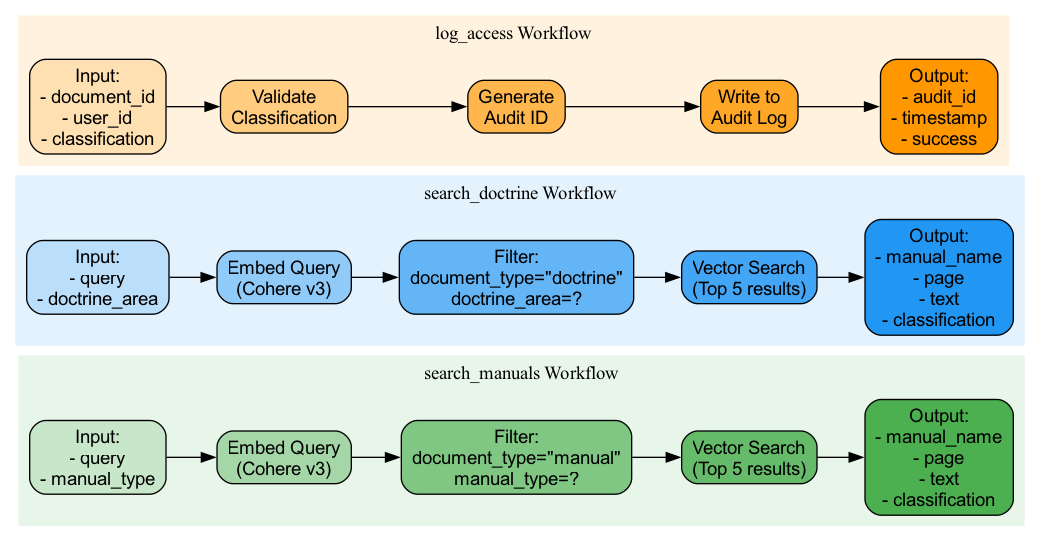 log_access Workflow
Input:
- document_id
- user_id
- classification
Validate
Classification
Generate
Audit ID
Write to
Audit Log
Output:
- audit_id
- timestamp
- success
search_doctrine Workflow
Input:
- query
- doctrine_area
Embed Query
(Cohere v3)
Filter:
document_type="doctrine"
doctrine_area=?
Vector Search
(Top 5 results)
Output:
- manual_name
- page
- text
- classification
search_manuals Workflow
Input:
- query
- manual_type
Embed Query
(Cohere v3)
Filter:
document_type="manual"
manual_type=?
Vector Search
(Top 5 results)
Output:
- manual_name
- page
- text
- classification